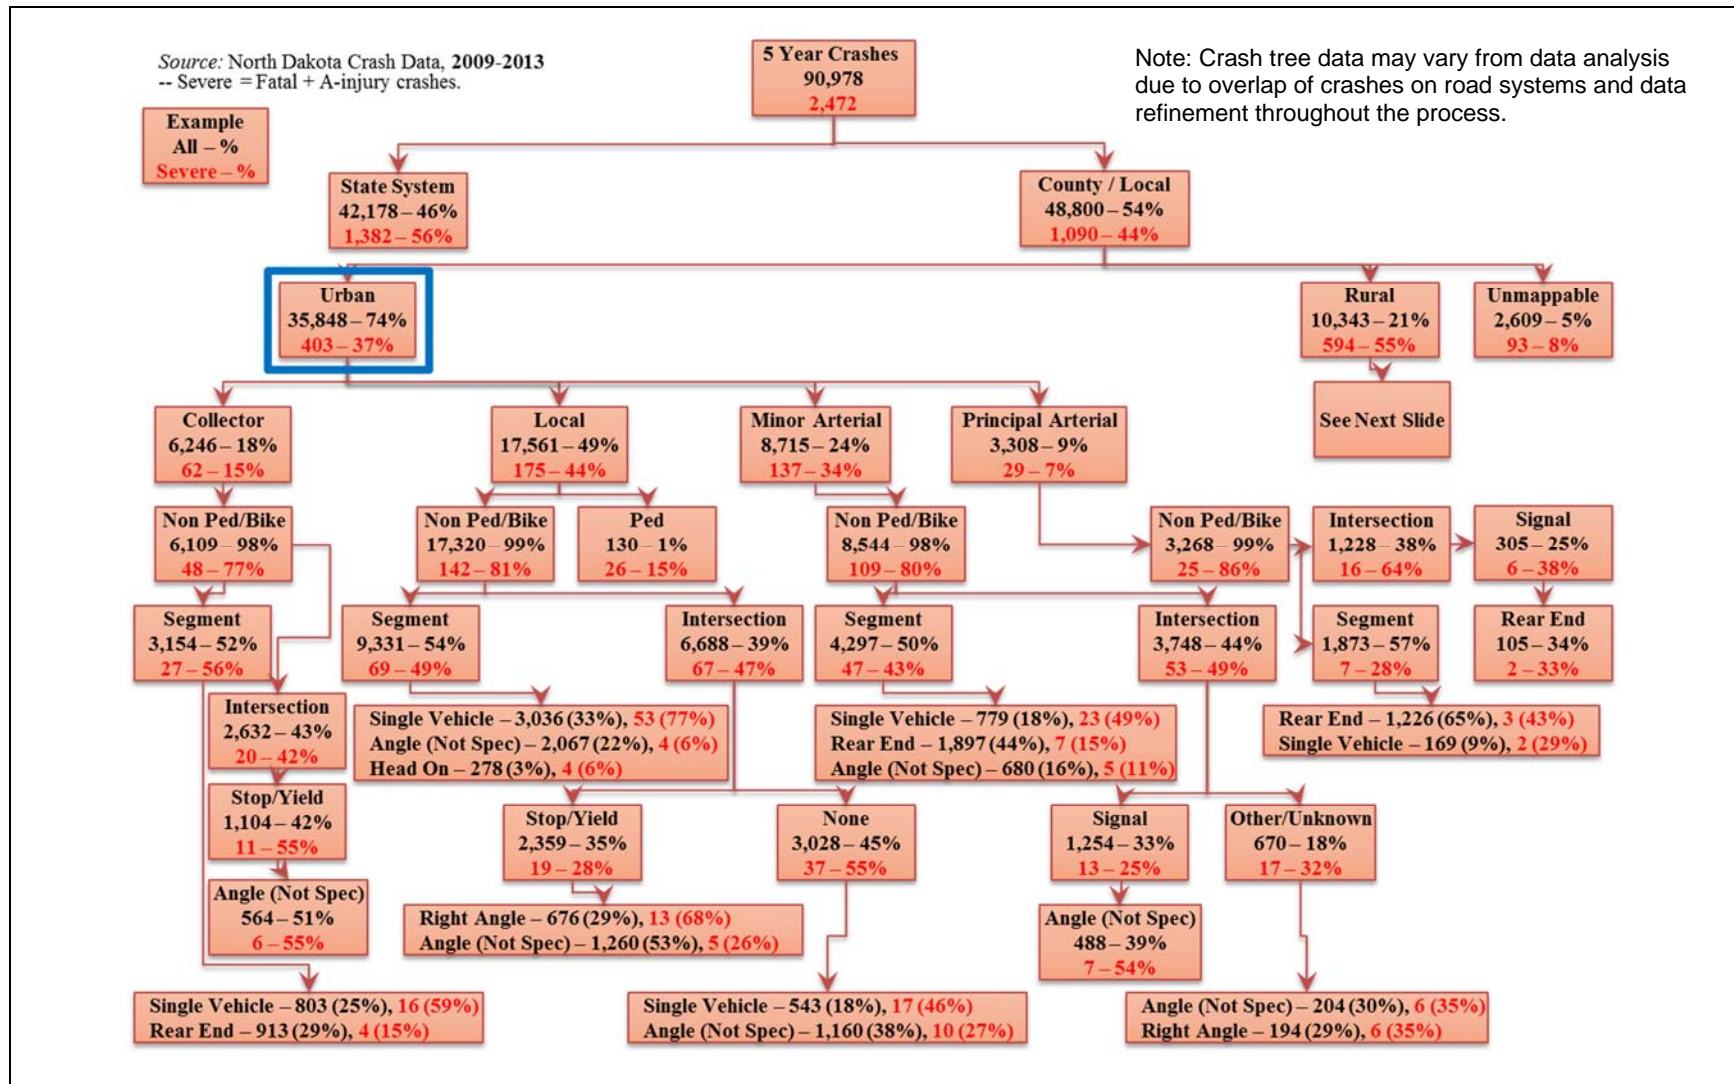 Source: North Dakota Crash Data, 2009-2013
-- Severe = Fatal + A-injury crashes.
5 Year Crashes
90,978
2,472
Note: Crash tree data may vary from data analysis
due to overlap of crashes on road systems and data
refinement throughout the process.
Example
All – %
Severe – %
State System
42,178 – 46%
1,382 – 56%
County / Local
48,800 – 54%
1,090 – 44%
Urban
35,848 – 74%
403 – 37%
Rural
10,343 – 21%
594 – 55%
Unmappable
2,609 – 5%
93 – 8%
Collector
6,246 – 18%
62 – 15%
Local
17,561 – 49%
175 – 44%
Minor Arterial
8,715 – 24%
137 – 34%
Principal Arterial
3,308 – 9%
29 – 7%
See Next Slide
Non Ped/Bike
6,109 – 98%
48 – 77%
Non Ped/Bike
17,320 – 99%
142 – 81%
Ped
130 – 1%
26 – 15%
Non Ped/Bike
8,544 – 98%
109 – 80%
Non Ped/Bike
3,268 – 99%
25 – 86%
Intersection
1,228 – 38%
16 – 64%
Signal
305 – 25%
6 – 38%
Segment
3,154 – 52%
27 – 56%
Segment
9,331 – 54%
69 – 49%
Intersection
6,688 – 39%
67 – 47%
Segment
4,297 – 50%
47 – 43%
Intersection
3,748 – 44%
53 – 49%
Segment
1,873 – 57%
7 – 28%
Rear End
105 – 34%
2 – 33%
Intersection
2,632 – 43%
20 – 42%
Single Vehicle – 3,036 (33%), 53 (77%)
Angle (Not Spec) – 2,067 (22%), 4 (6%)
Head On – 278 (3%), 4 (6%)
Single Vehicle – 779 (18%), 23 (49%)
Rear End – 1,897 (44%), 7 (15%)
Angle (Not Spec) – 680 (16%), 5 (11%)
Rear End – 1,226 (65%), 3 (43%)
Single Vehicle – 169 (9%), 2 (29%)
Stop/Yield
1,104 – 42%
11 – 55%
Stop/Yield
2,359 – 35%
19 – 28%
None
3,028 – 45%
37 – 55%
Signal
1,254 – 33%
13 – 25%
Other/Unknown
670 – 18%
17 – 32%
Angle (Not Spec)
564 – 51%
6 – 55%
Right Angle – 676 (29%), 13 (68%)
Angle (Not Spec) – 1,260 (53%), 5 (26%)
Angle (Not Spec)
488 – 39%
7 – 54%
Single Vehicle – 803 (25%), 16 (59%)
Rear End – 913 (29%), 4 (15%)
Single Vehicle – 543 (18%), 17 (46%)
Angle (Not Spec) – 1,160 (38%), 10 (27%)
Angle (Not Spec) – 204 (30%), 6 (35%)
Right Angle – 194 (29%), 6 (35%)